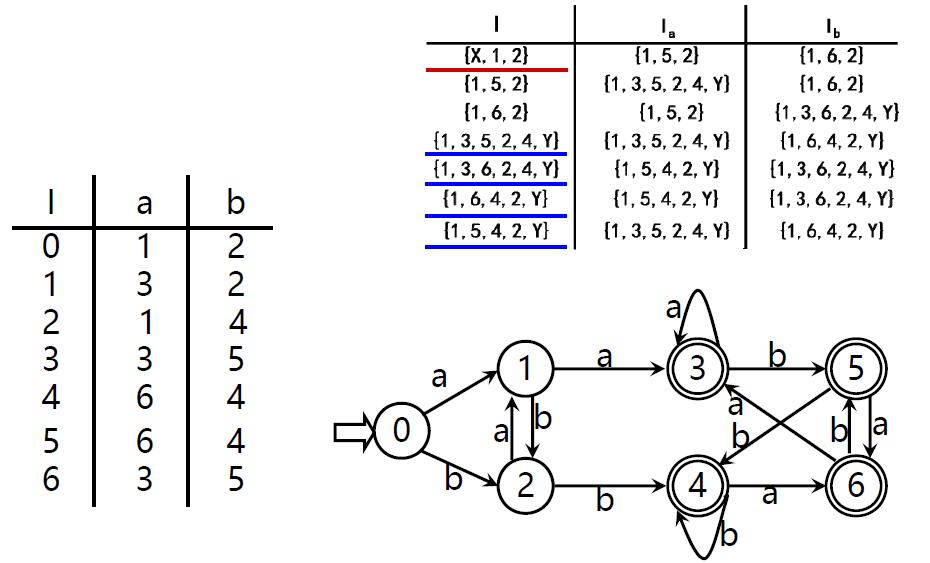 I Iₐ I_b
{X, 1, 2} {1, 5, 2} {1, 6, 2}
{1, 5, 2} {1, 3, 5, 2, 4, Y} {1, 6, 2}
{1, 6, 2} {1, 5, 2} {1, 3, 6, 2, 4, Y}
{1, 3, 5, 2, 4, Y} {1, 3, 5, 2, 4, Y} {1, 6, 4, 2, Y}
{1, 3, 6, 2, 4, Y} {1, 5, 4, 2, Y} {1, 3, 6, 2, 4, Y}
{1, 6, 4, 2, Y} {1, 5, 4, 2, Y} {1, 3, 6, 2, 4, Y}
{1, 5, 4, 2, Y} {1, 3, 5, 2, 4, Y} {1, 6, 4, 2, Y}
I a b
0 1 2
1 3 2
2 1 4
3 3 5
4 6 4
5 6 4
6 3 5
a
1 a 3 b 5
a
0
a b a b b a
b
2 b 4 a 6
b